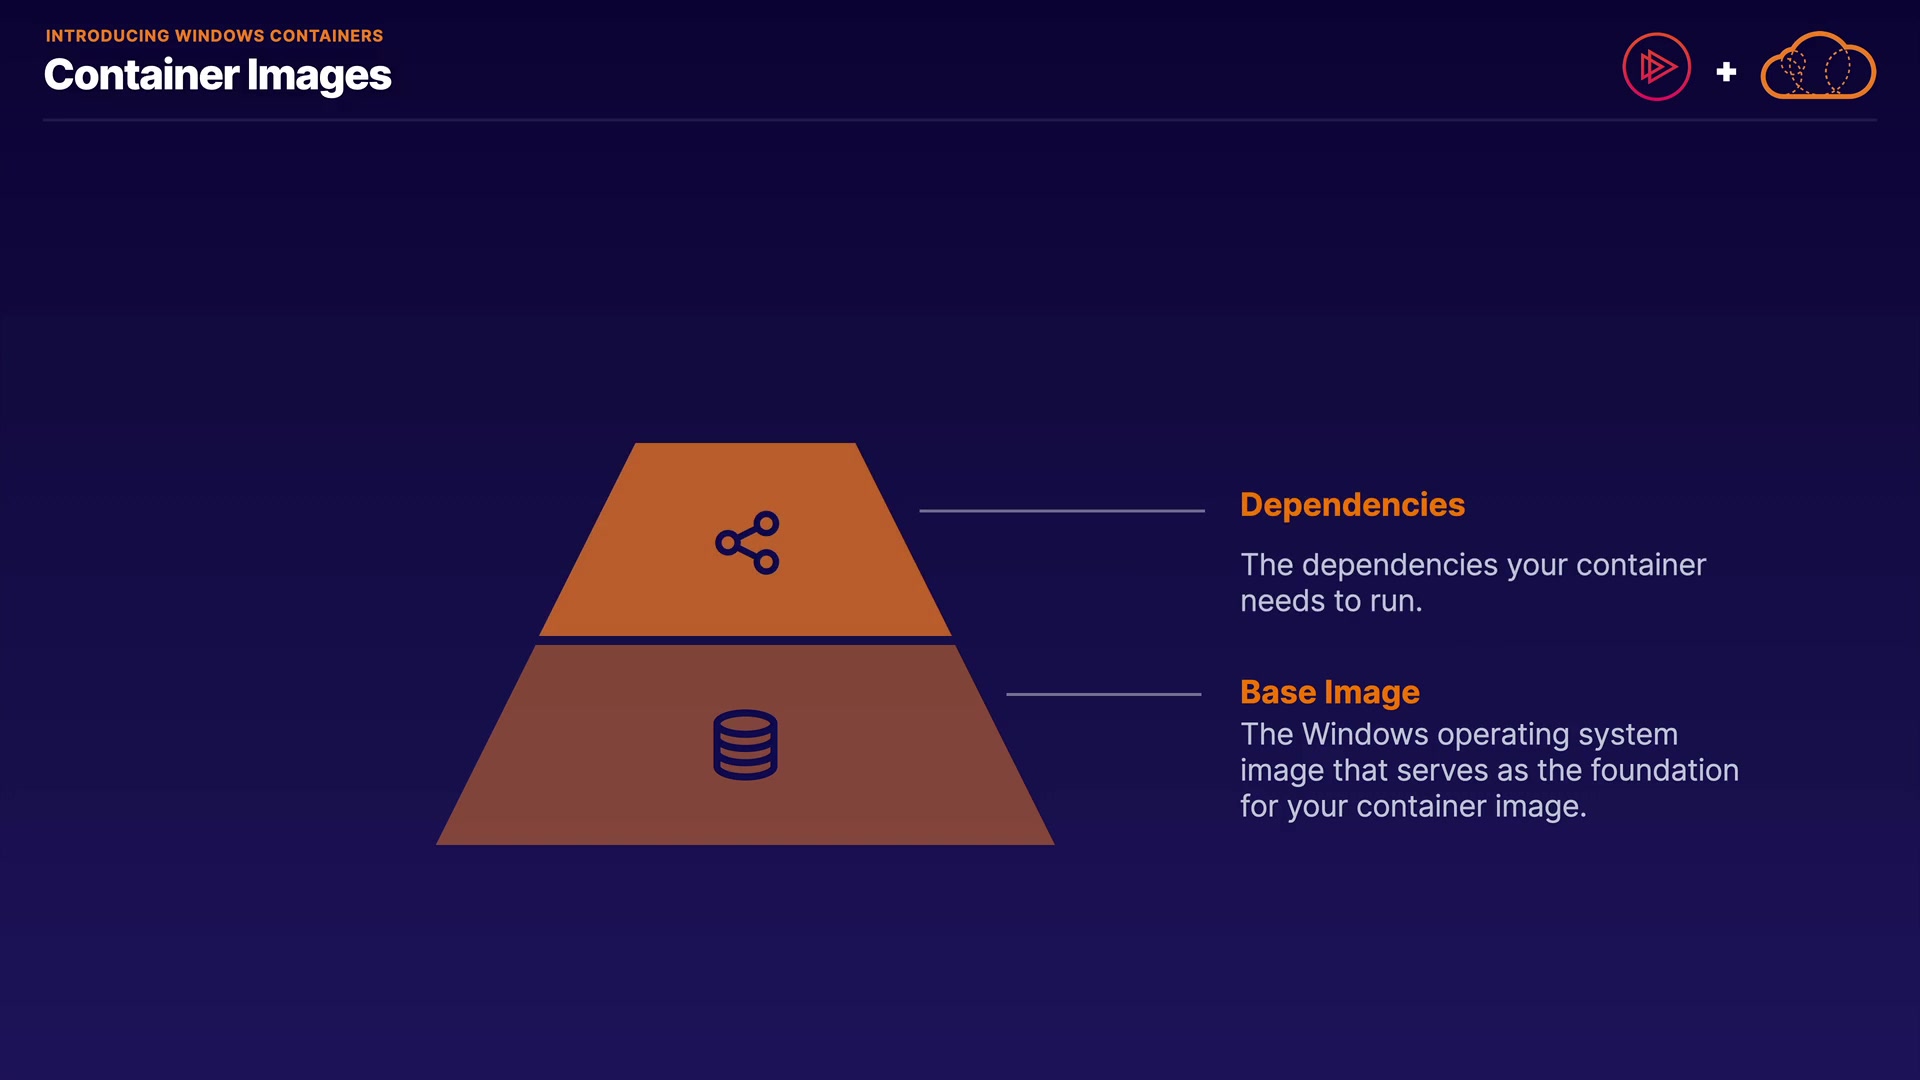 INTRODUCING WINDOWS CONTAINERS
Container Images
Dependencies
The dependencies your container
needs to run.
Base Image
The Windows operating system
image that serves as the foundation
for your container image.